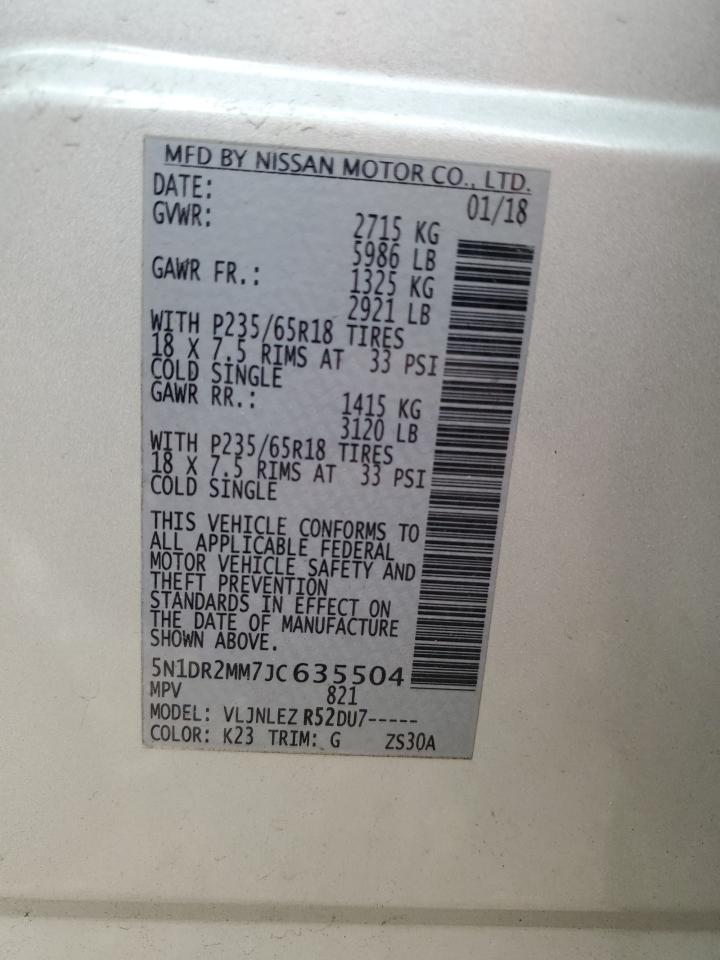 MFD BY NISSAN MOTOR CO., LTD.
DATE: 01/18
GVWR: 2715 KG
5986 LB
GAWR FR.: 1325 KG
2921 LB
WITH P235/65R18 TIRES
18 X 7.5 RIMS AT 33 PSI
COLD SINGLE
GAWR RR.: 1415 KG
3120 LB
WITH P235/65R18 TIRES
18 X 7.5 RIMS AT 33 PSI
COLD SINGLE
THIS VEHICLE CONFORMS TO
ALL APPLICABLE FEDERAL
MOTOR VEHICLE SAFETY AND
THEFT PREVENTION
STANDARDS IN EFFECT ON
THE DATE OF MANUFACTURE
SHOWN ABOVE.
5N1DR2MM7JC635504
MPV 821
MODEL: VLJNLEZ R52DU7-----
COLOR: K23 TRIM: G ZS30A